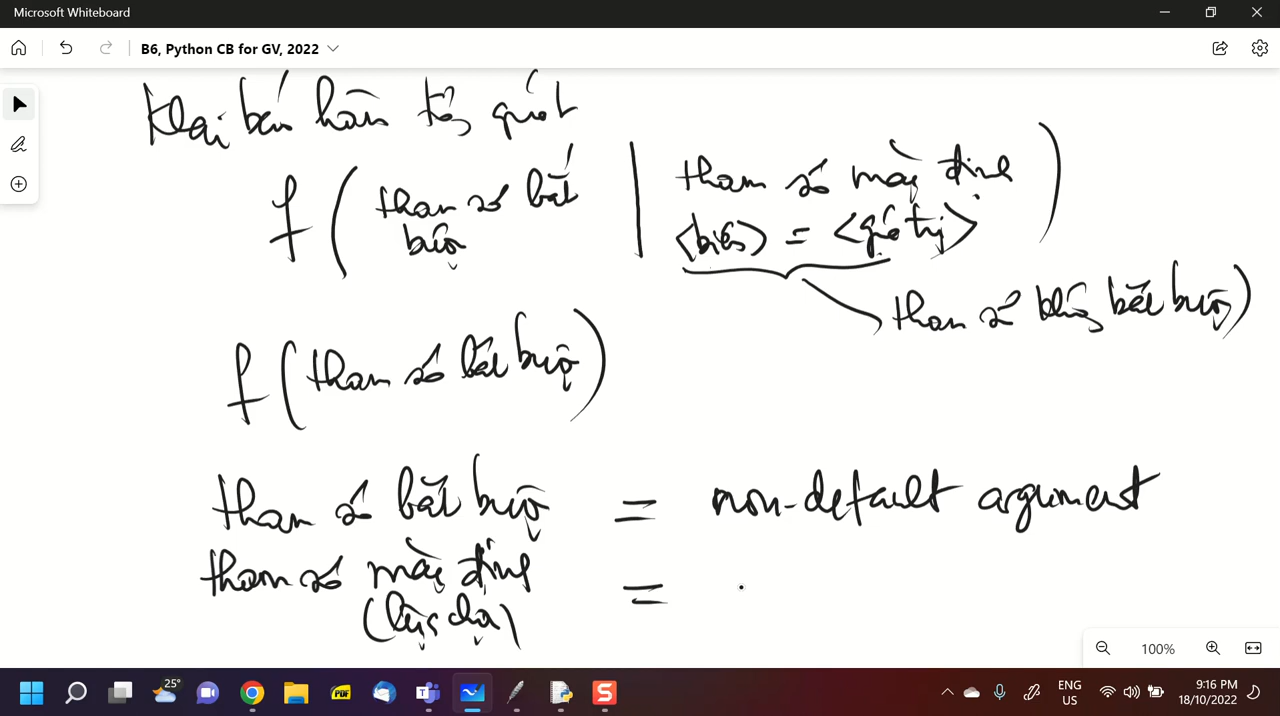 Microsoft Whiteboard
B6, Python CB for GV, 2022
Khai báo hàm tổng quát
f ( tham số bắt buộc | tham số mặc định
<biến> = <giá trị> )
tham số không bắt buộc)
f (tham số bắt buộc)
tham số bắt buộc = non-default argument
tham số mặc định =
(lựa chọn)
100%
25°
ENG
US
9:16 PM
18/10/2022